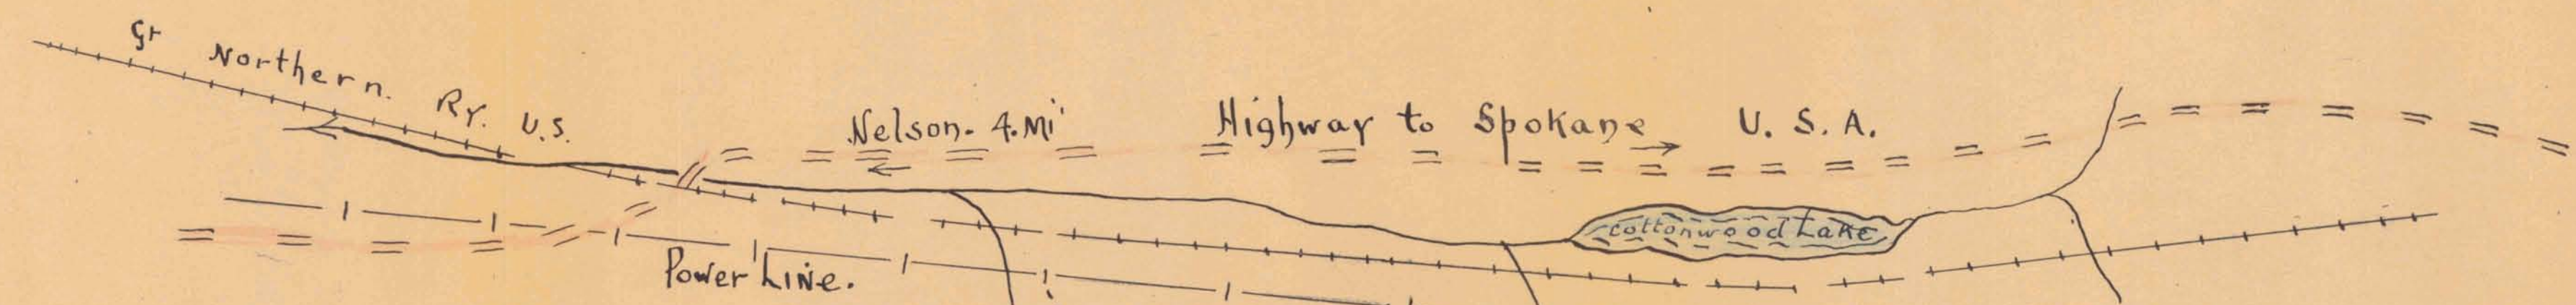 Gr Northern. Ry. U.S.
Nelson. 4. Mi
Highway to Spokane U. S. A.
Cottonwood Lake
Power Line.